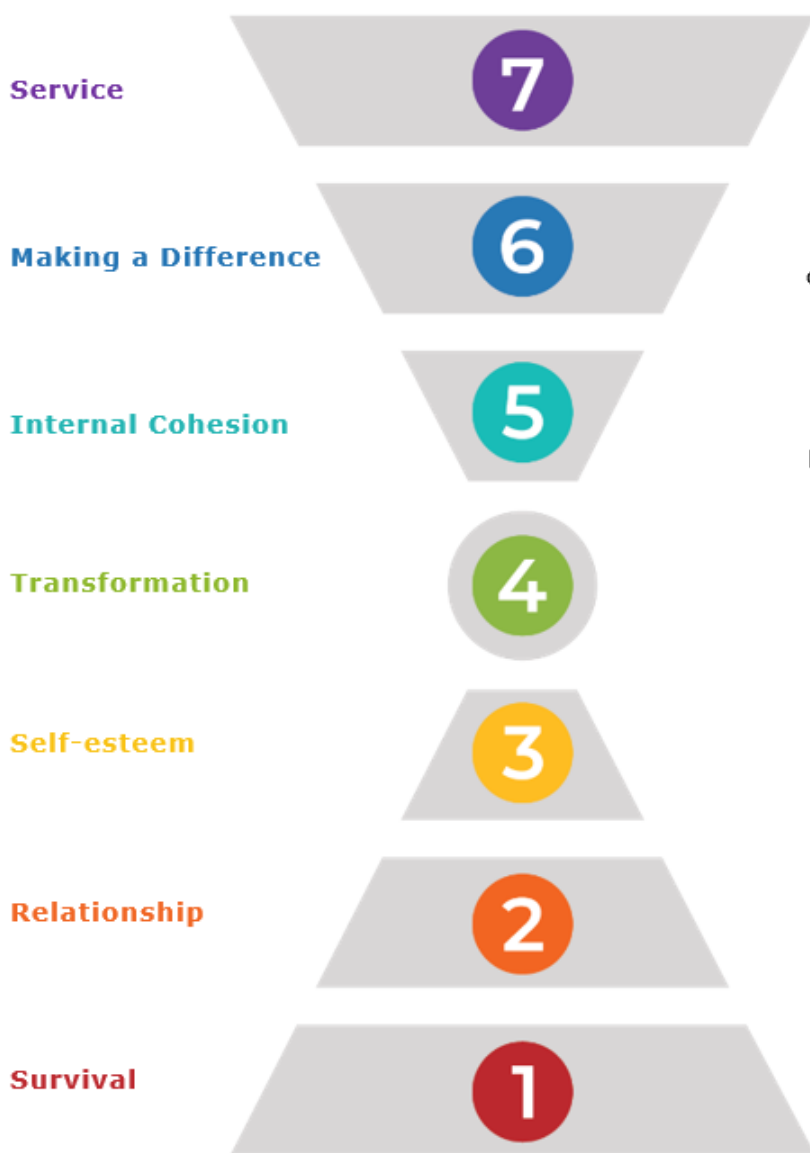 Service
7
Making a Difference
6
Internal Cohesion
5
Transformation
4
Self-esteem
3
Relationship
2
Survival
1